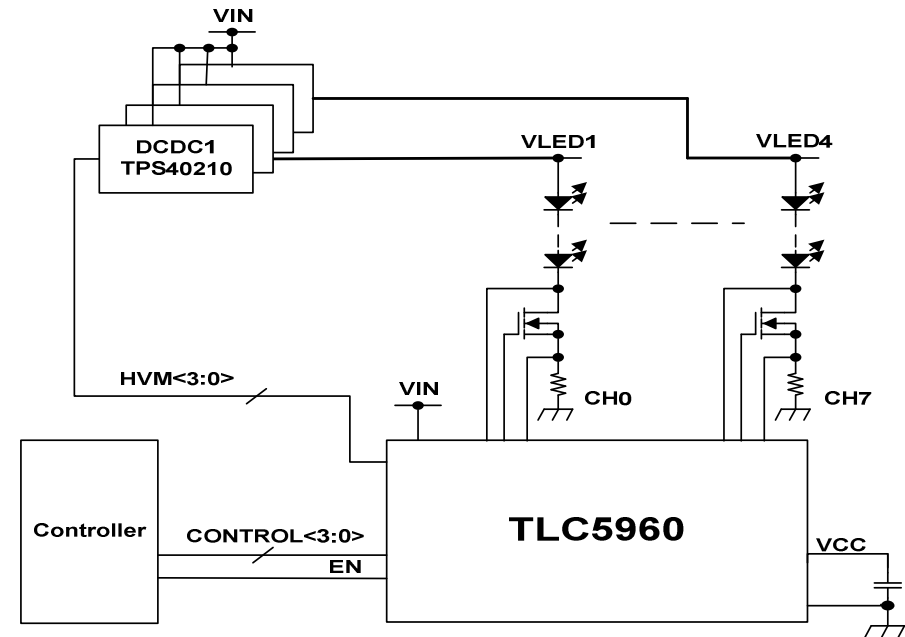 VIN
DCDC1
TPS40210
VLED1
VLED4
HVM<3:0>
VIN
CH0
CH7
Controller
CONTROL<3:0>
EN
TLC5960
VCC